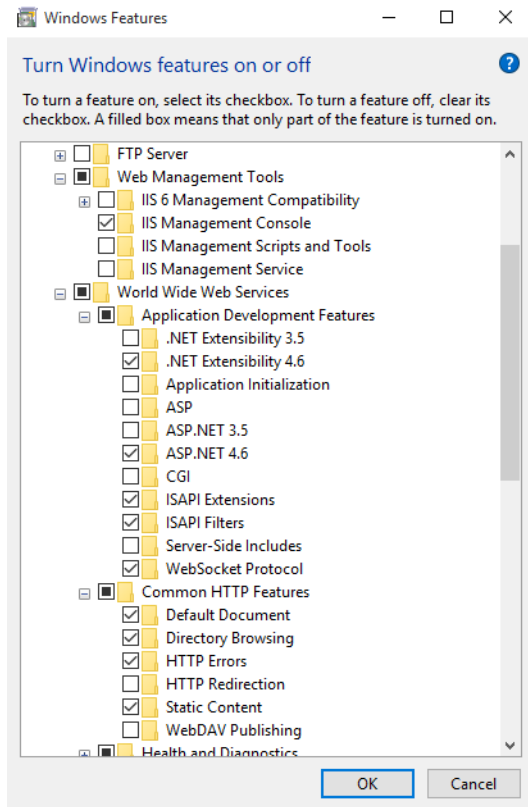 Windows Features
Turn Windows features on or off
?
To turn a feature on, select its checkbox. To turn a feature off, clear its
checkbox. A filled box means that only part of the feature is turned on.
FTP Server
Web Management Tools
IIS 6 Management Compatibility
IIS Management Console
IIS Management Scripts and Tools
IIS Management Service
World Wide Web Services
Application Development Features
.NET Extensibility 3.5
.NET Extensibility 4.6
Application Initialization
ASP
ASP.NET 3.5
ASP.NET 4.6
CGI
ISAPI Extensions
ISAPI Filters
Server-Side Includes
WebSocket Protocol
Common HTTP Features
Default Document
Directory Browsing
HTTP Errors
HTTP Redirection
Static Content
WebDAV Publishing
Health and Diagnostics
OK Cancel